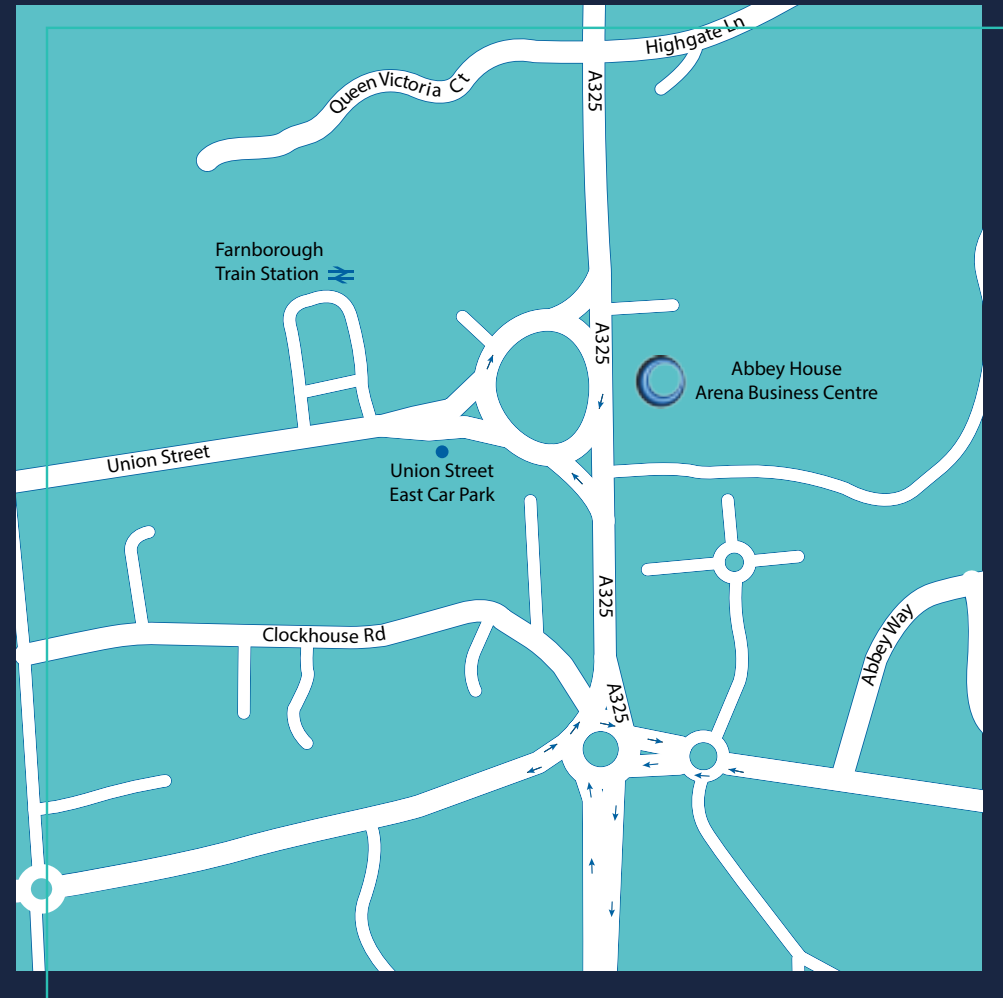 Highgate Ln
Queen Victoria Ct
A325
Farnborough
Train Station
A325
Abbey House
Arena Business Centre
Union Street
Union Street
East Car Park
A325
Clockhouse Rd
Abbey Way
A325